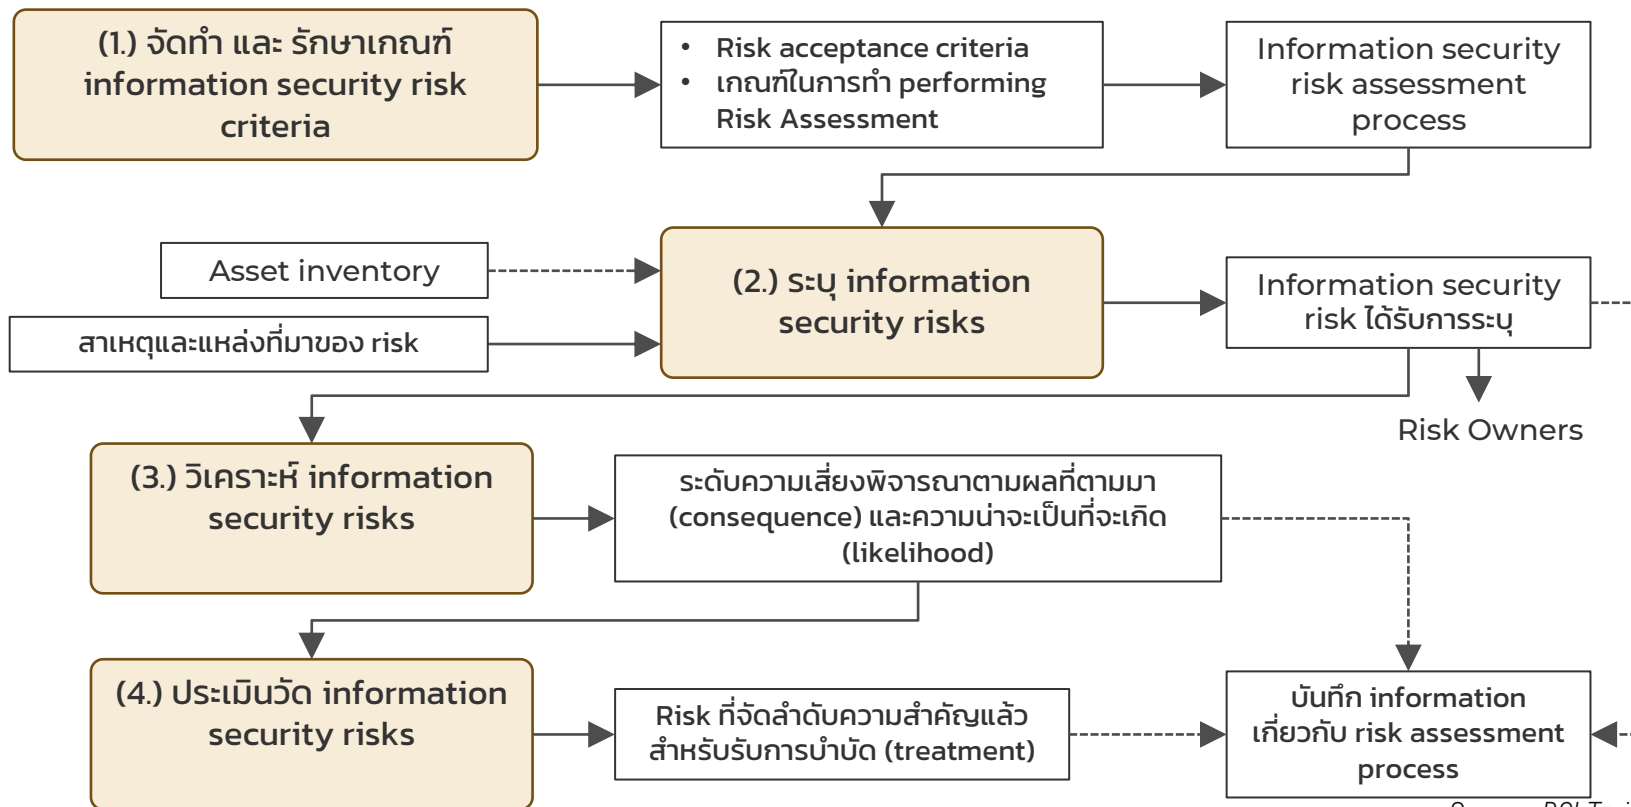 (1.) จัดทำ และ รักษาเกณฑ์
information security risk
criteria
• Risk acceptance criteria
• เกณฑ์ในการทำ performing
Risk Assessment
Information security
risk assessment
process
Asset inventory
สาเหตุและแหล่งที่มาของ risk
(2.) ระบุ information
security risks
Information security
risk ได้รับการระบุ
Risk Owners
(3.) วิเคราะห์ information
security risks
ระดับความเสี่ยงพิจารณาตามผลที่ตามมา
(consequence) และความน่าจะเป็นที่จะเกิด
(likelihood)
(4.) ประเมินวัด information
security risks
Risk ที่จัดลำดับความสำคัญแล้ว
สำหรับรับการบำบัด (treatment)
บันทึก information
เกี่ยวกับ risk assessment
process